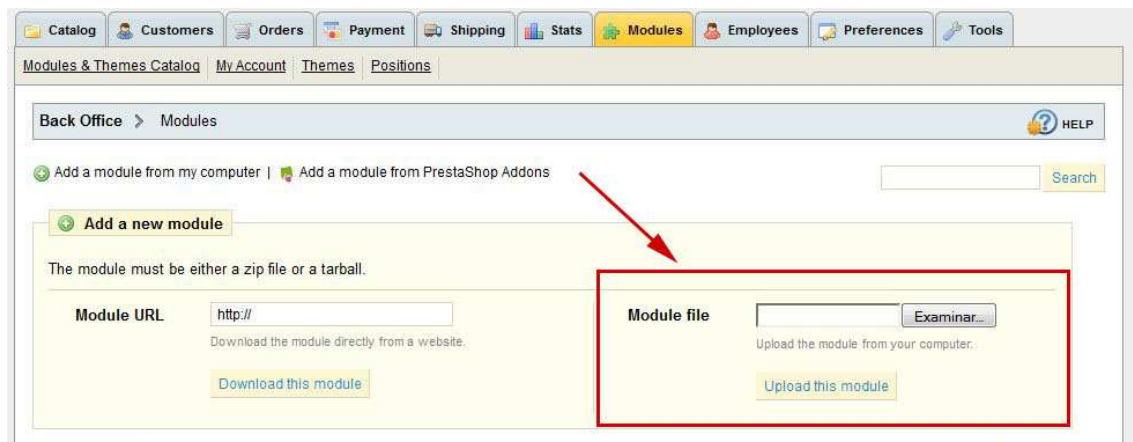 Catalog Customers Orders Payment Shipping Stats Modules Employees Preferences Tools
Modules & Themes Catalog My Account Themes Positions
Back Office > Modules HELP
Add a module from my computer | Add a module from PrestaShop Addons Search
Add a new module
The module must be either a zip file or a tarball.
Module URL http:// Module file Examinar...
Download the module directly from a website. Upload the module from your computer.
Download this module Upload this module